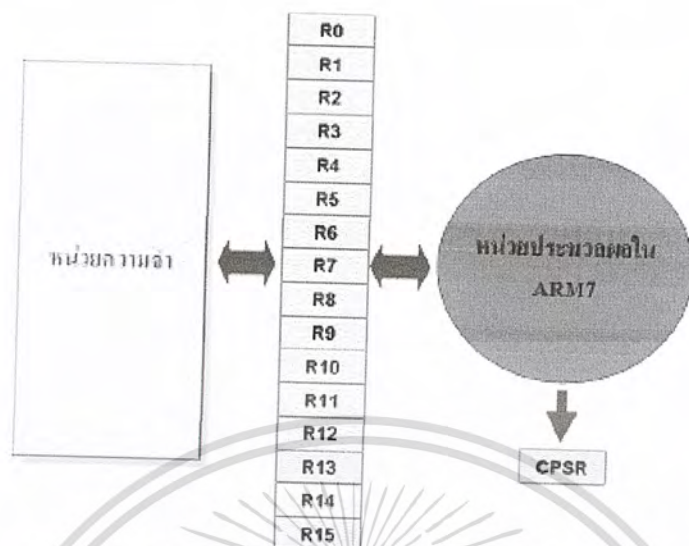 R0
R1
R2
R3
R4
R5
R6
R7
R8
R9
R10
R11
R12
R13
R14
R15
หน่วยความจำ
หน่วยประมวลผลใน
ARM7
CPSR